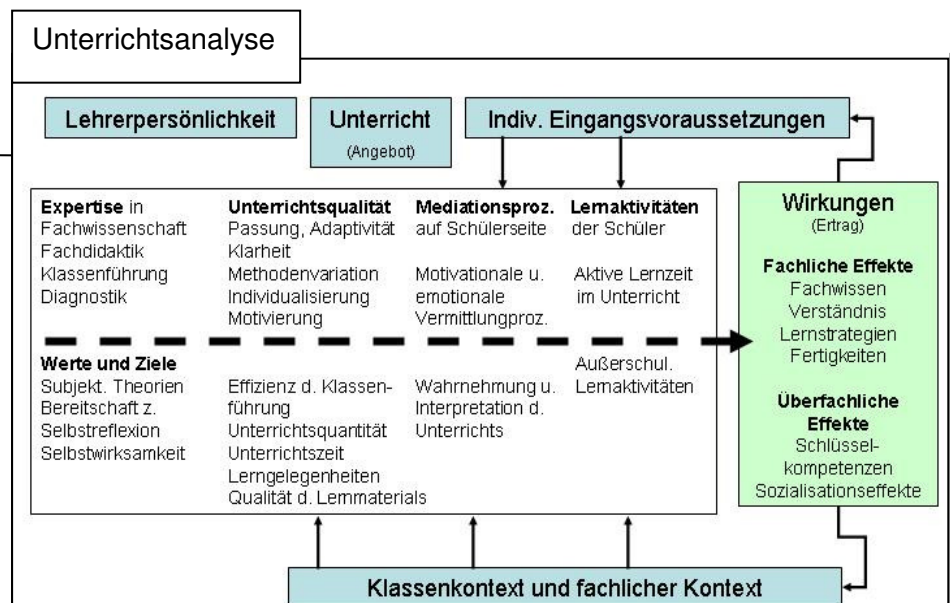 Unterrichtsanalyse
Lehrerpersönlichkeit
Unterricht
(Angebot)
Indiv. Eingangsvoraussetzungen
Expertise in
Fachwissenschaft
Fachdidaktik
Klassenführung
Diagnostik
Werte und Ziele
Subjekt. Theorien
Bereitschaft z.
Selbstreflexion
Selbstwirksamkeit
Unterrichtsqualität
Passung, Adaptivität
Klarheit
Methodenvariation
Individualisierung
Motivierung
Effizienz d. Klassen-
führung
Unterrichtsquantität
Unterrichtszeit
Lerngelegenheiten
Qualität d. Lernmaterials
Mediationsproz.
auf Schülerseite
Motivationale u.
emotionale
Vermittlungproz.
Wahrnehmung u.
Interpretation d.
Unterrichts
Lernaktivitäten
der Schüler
Aktive Lernzeit
im Unterricht
Außerschul.
Lernaktivitäten
Wirkungen
(Ertrag)
Fachliche Effekte
Fachwissen
Verständnis
Lernstrategien
Fertigkeiten
Überfachliche
Effekte
Schlüssel-
kompetenzen
Sozialisationseffekte
Klassenkontext und fachlicher Kontext